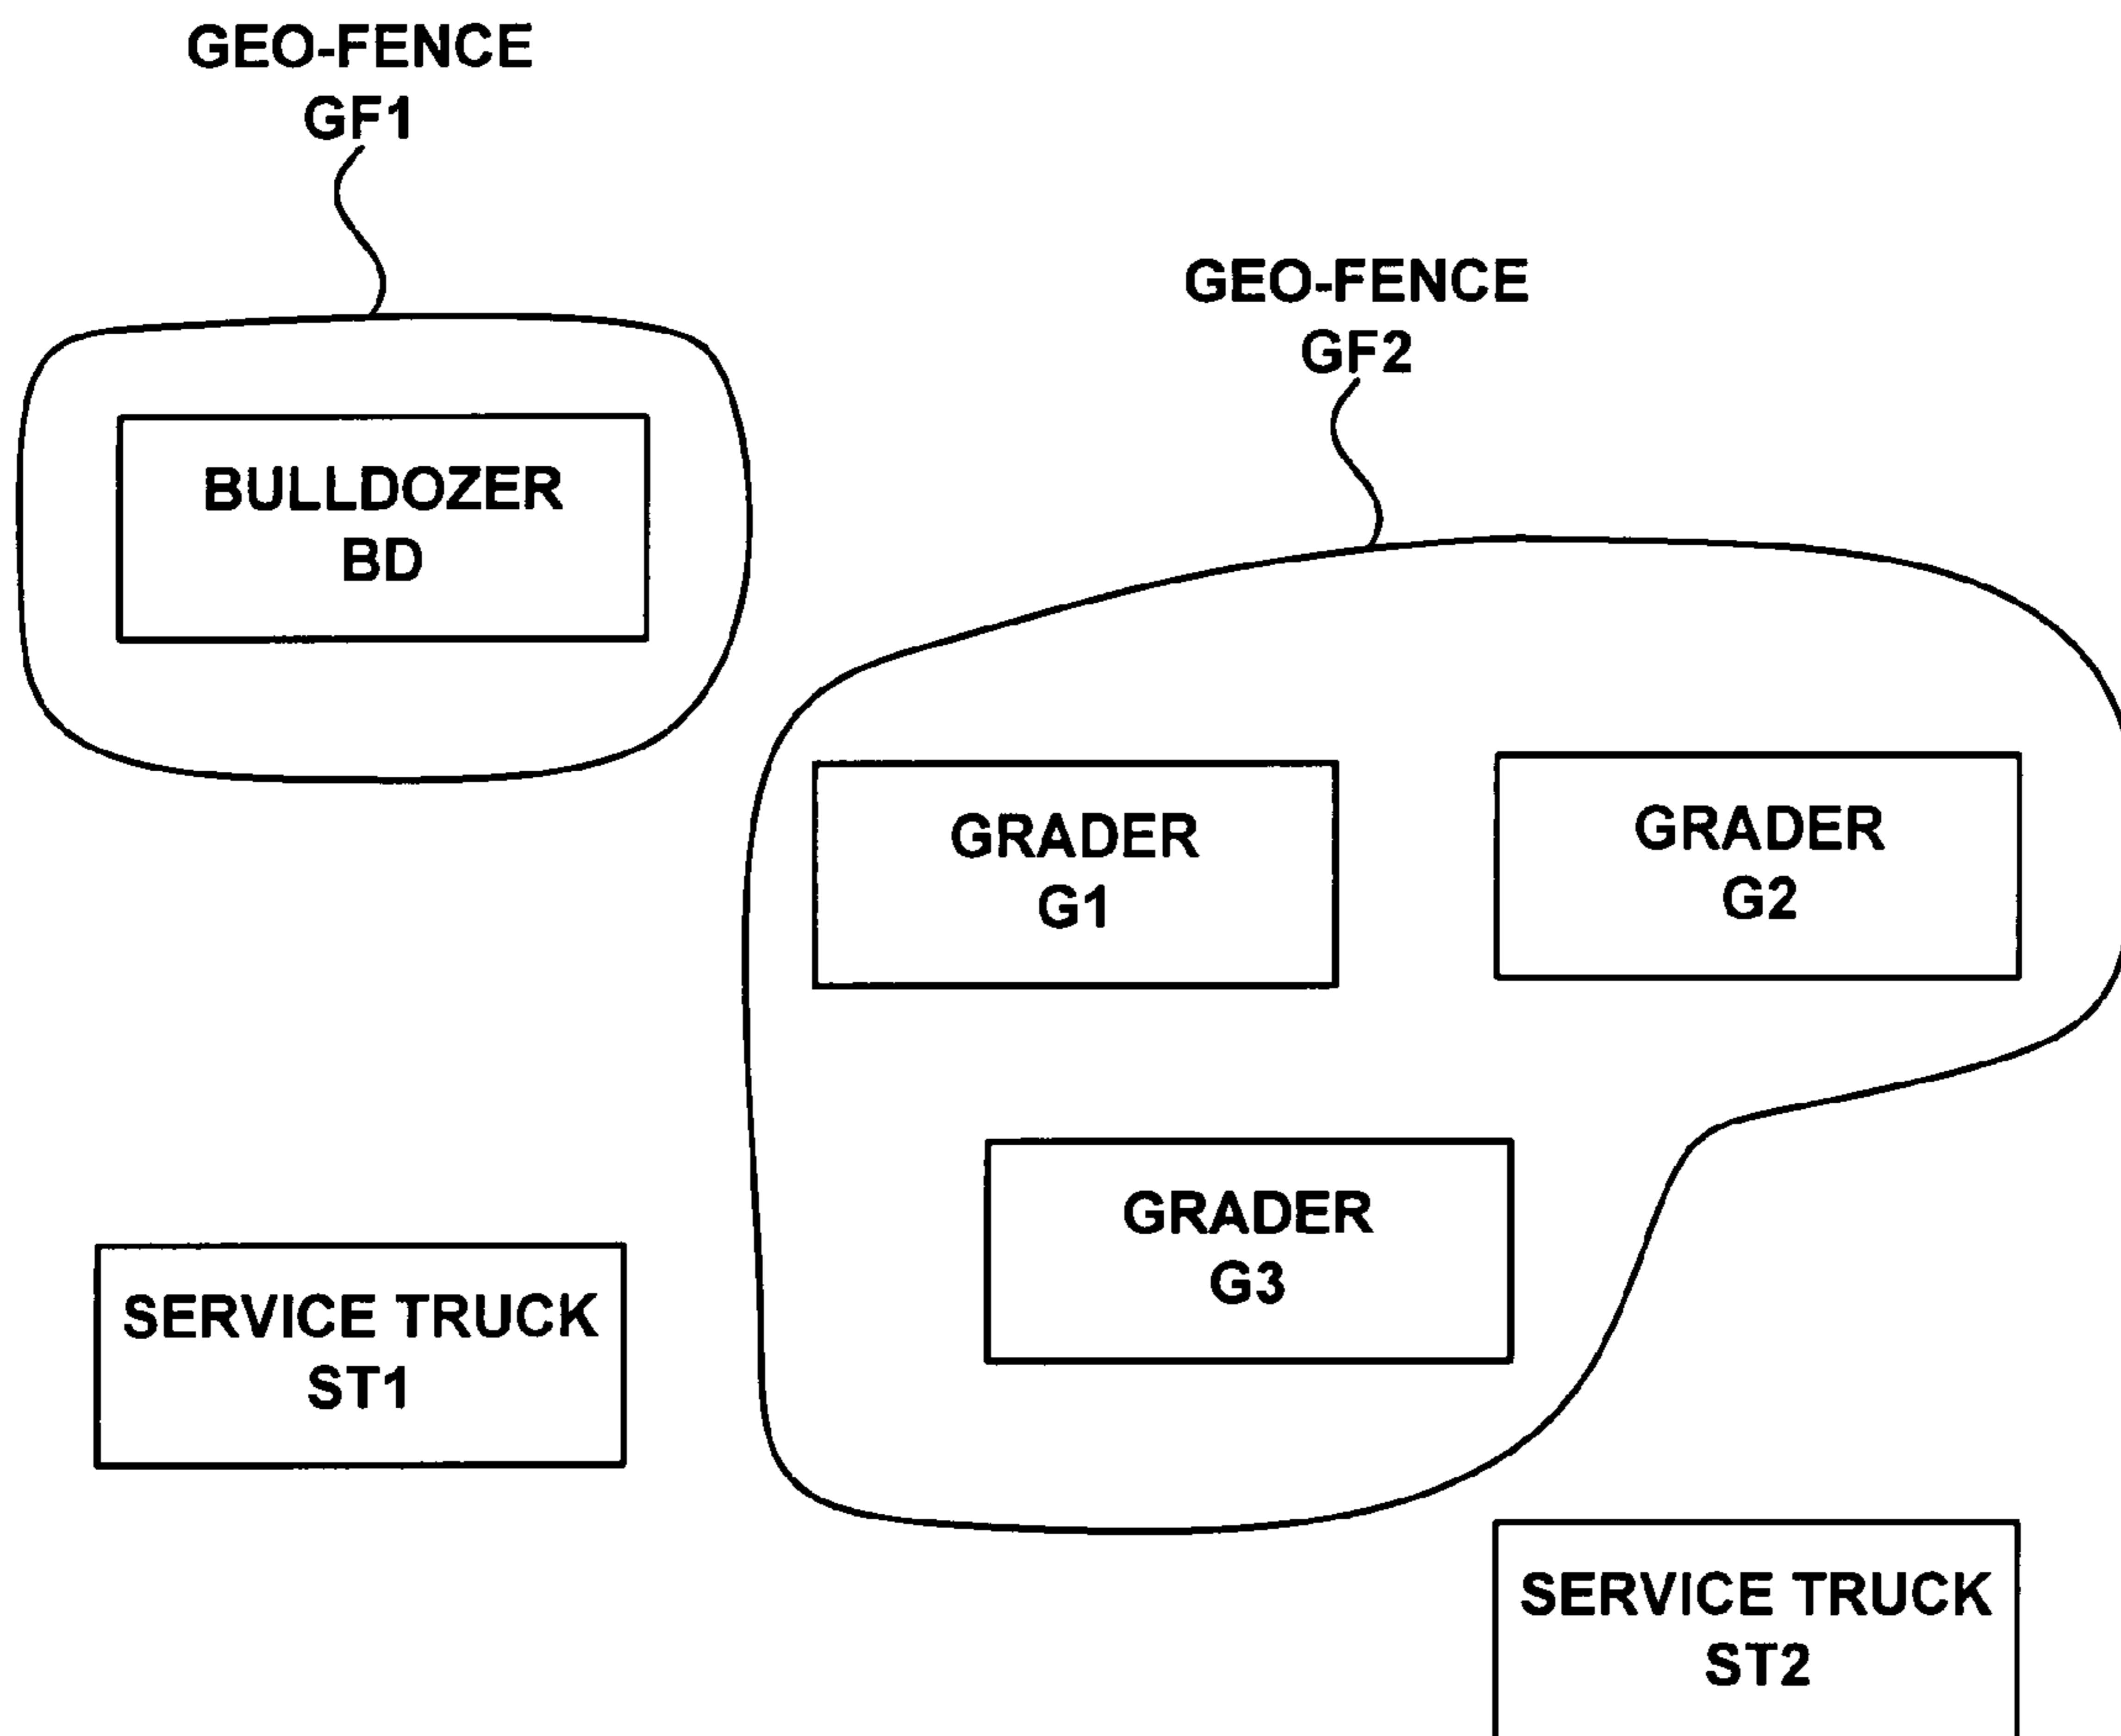 GEO-FENCE
GF1
GEO-FENCE
GF2
BULLDOZER
BD
GRADER
G1
GRADER
G2
GRADER
G3
SERVICE TRUCK
ST1
SERVICE TRUCK
ST2